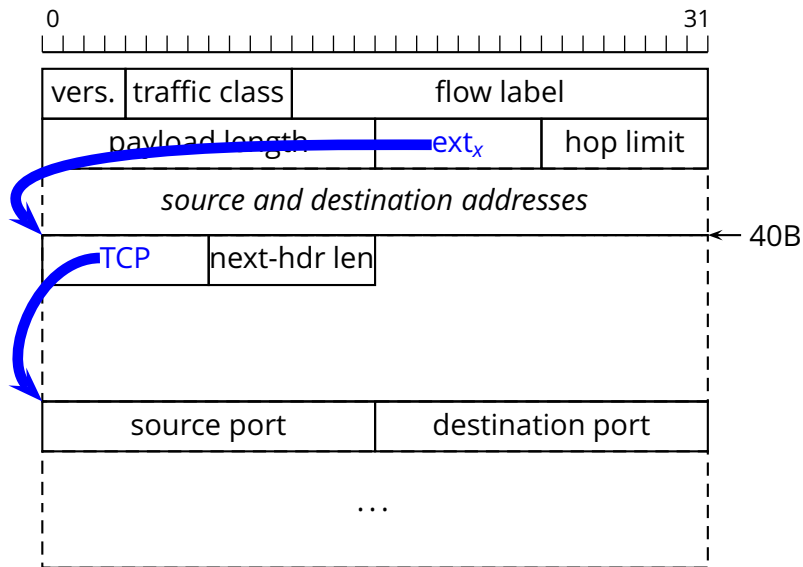 0 31
vers. traffic class flow label
payload length extx hop limit
source and destination addresses
40B
TCP next-hdr len
source port destination port
...